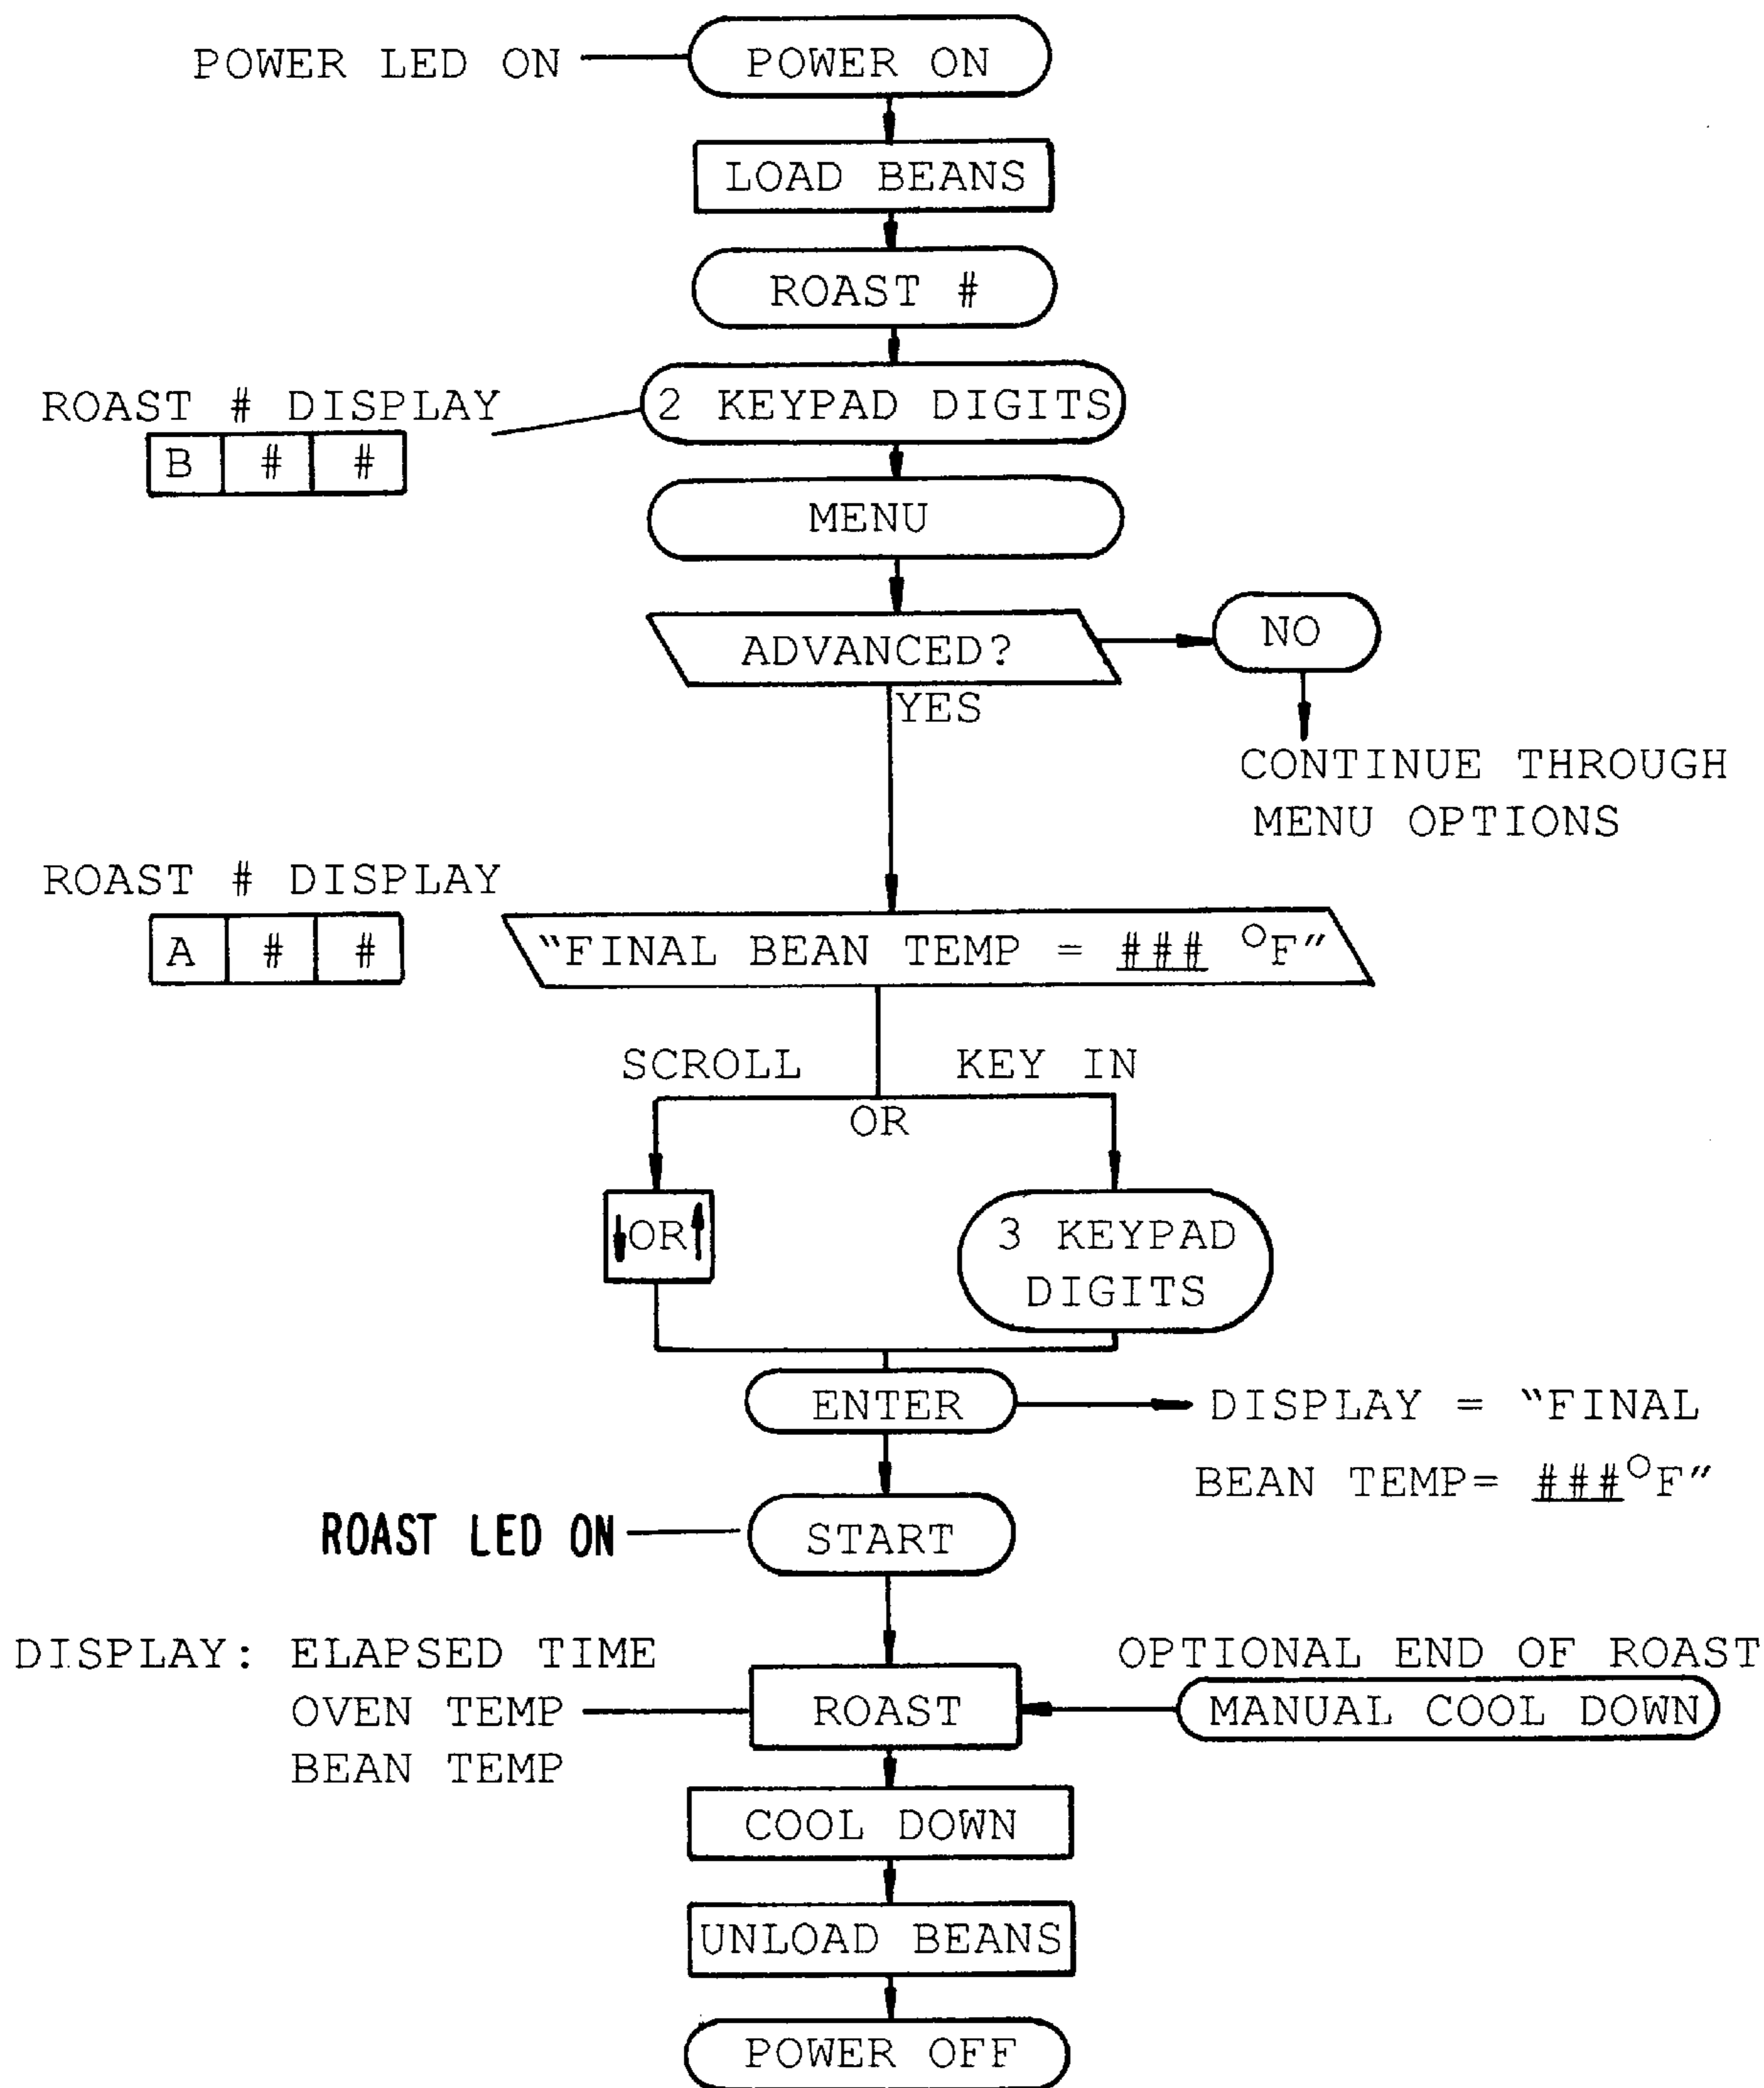 POWER LED ON
POWER ON
LOAD BEANS
ROAST #
ROAST # DISPLAY
B # #
2 KEYPAD DIGITS
MENU
ADVANCED?
NO
YES
CONTINUE THROUGH
MENU OPTIONS
ROAST # DISPLAY
A # #
“FINAL BEAN TEMP = ### °F”
SCROLL
KEY IN
OR
↓OR↑
3 KEYPAD
DIGITS
ENTER
DISPLAY = “FINAL
BEAN TEMP= ###°F”
ROAST LED ON
START
DISPLAY: ELAPSED TIME
OVEN TEMP
BEAN TEMP
ROAST
OPTIONAL END OF ROAST
MANUAL COOL DOWN
COOL DOWN
UNLOAD BEANS
POWER OFF